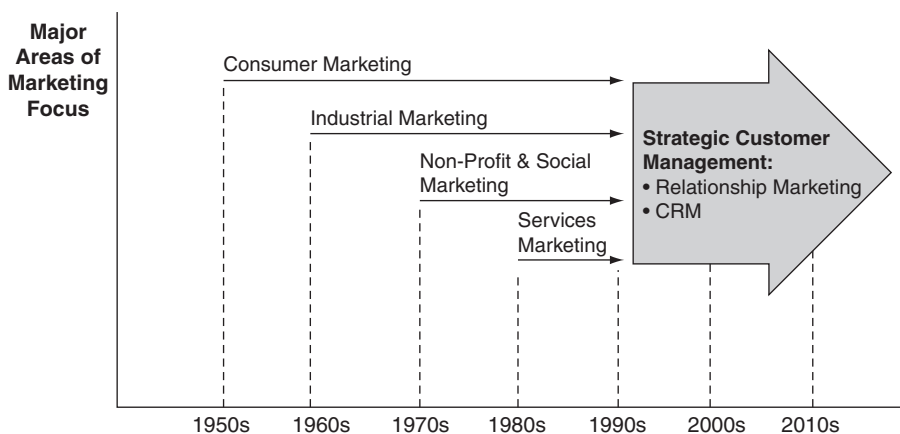 Major
Areas of
Marketing
Focus
Consumer Marketing
Industrial Marketing
Non-Profit & Social
Marketing
Services
Marketing
Strategic Customer
Management:
• Relationship Marketing
• CRM
1950s 1960s 1970s 1980s 1990s 2000s 2010s